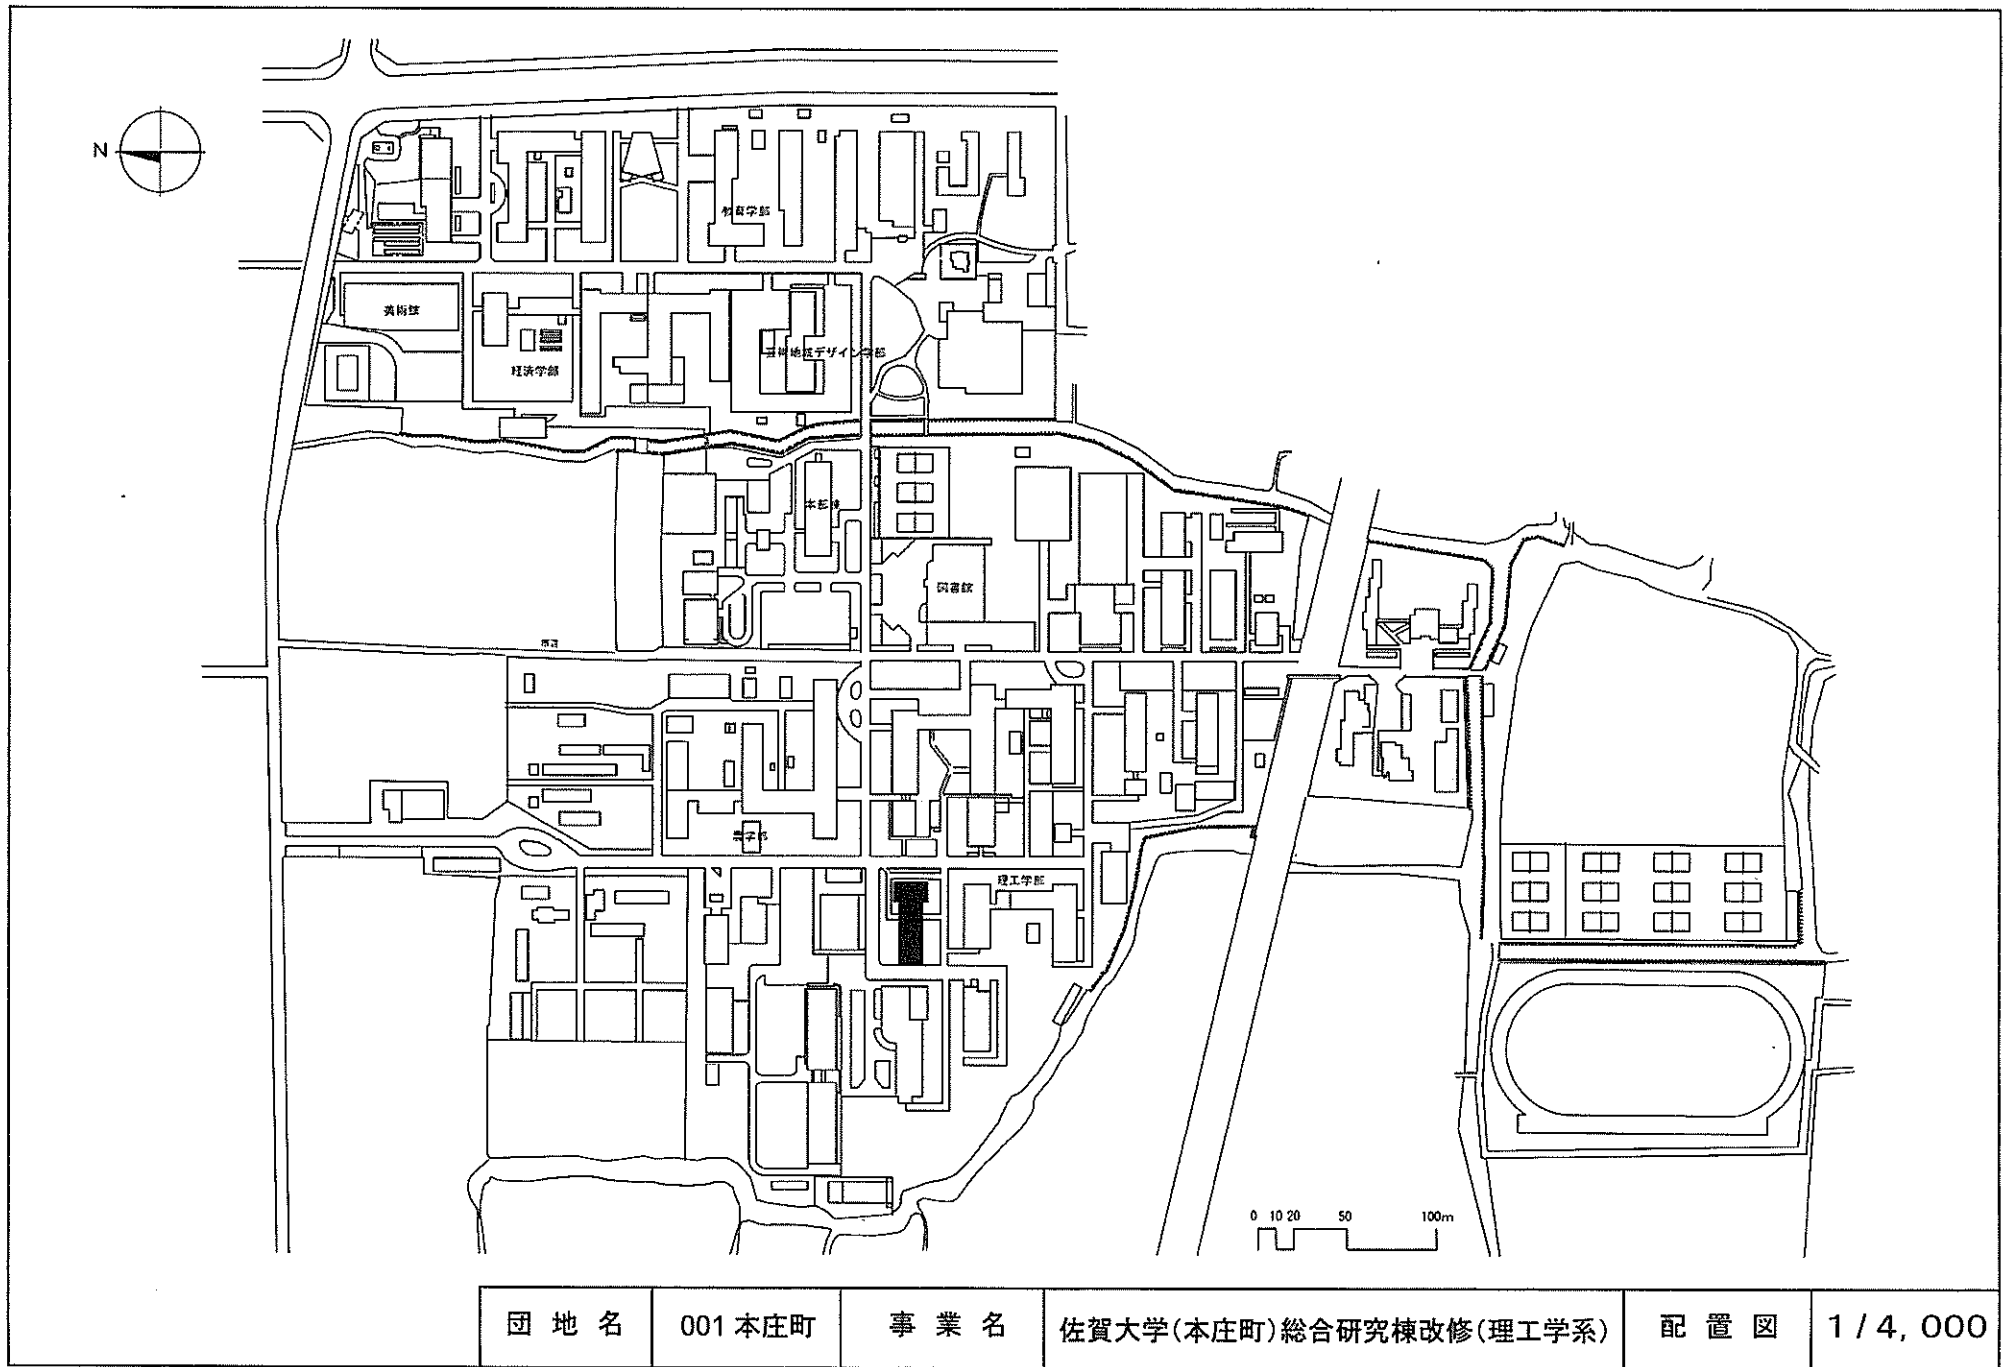 N
教育学部
美術館
経済学部
芸術地域デザイン学部
本部棟
図書館
市道
農学部
理工学部
0 10 20 50 100m
団地名 001 本庄町 事業名 佐賀大学(本庄町)総合研究棟改修(理工学系) 配置図 1/4,000